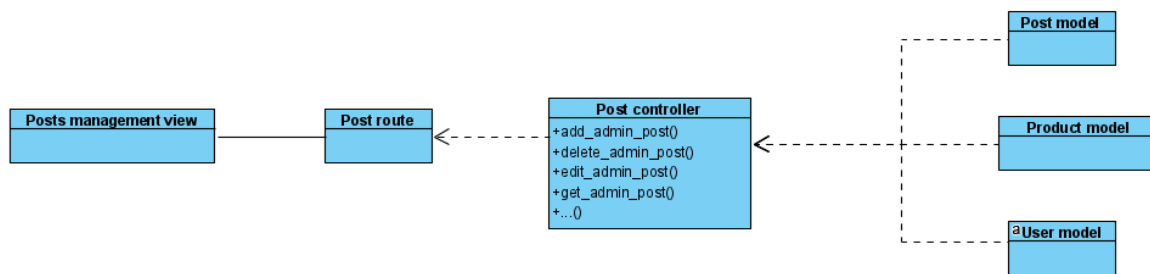 Post model
Posts management view
Post route
Post controller
+add_admin_post()
+delete_admin_post()
+edit_admin_post()
+get_admin_post()
+...()
Product model
a User model